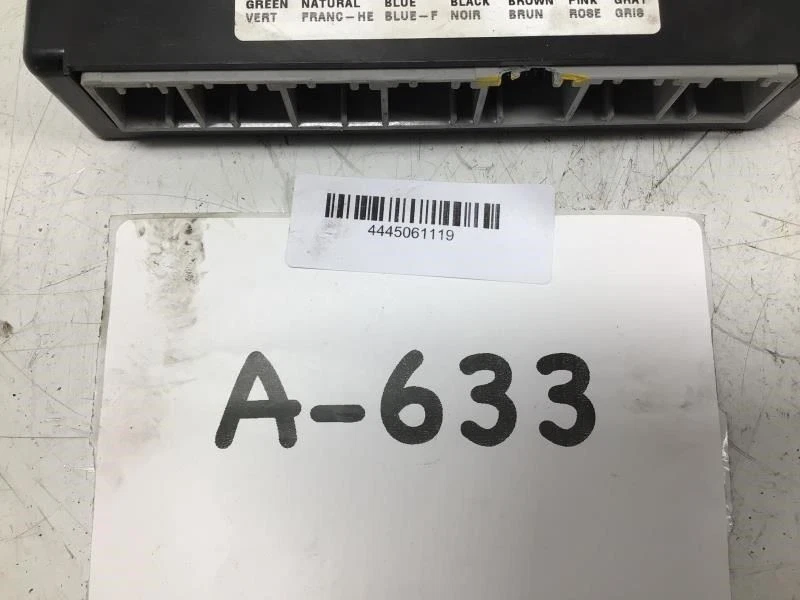 GREEN NATURAL BLUE BLACK BROWN PINK GRAY
VERT FRANC-HE BLUE-F NOIR BRUN ROSE GRIS
4445061119
A-633